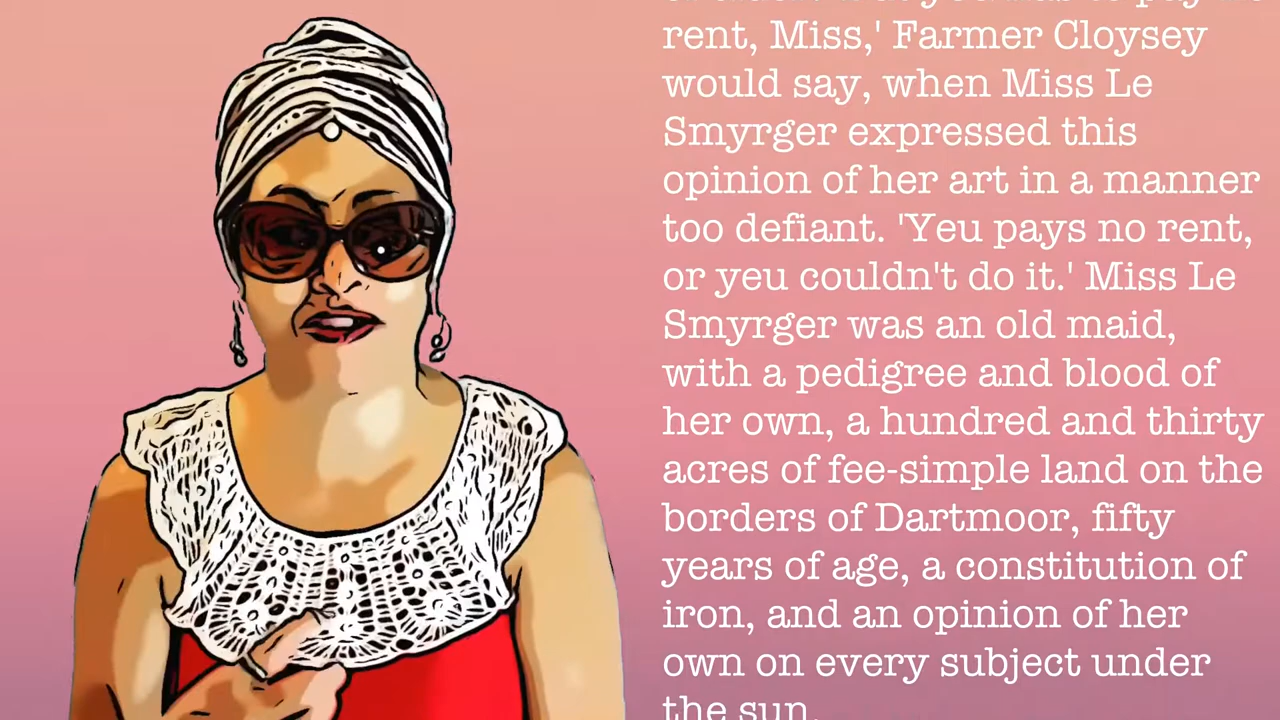 rent, Miss,' Farmer Cloysey
would say, when Miss Le
Smyrger expressed this
opinion of her art in a manner
too defiant. 'Yeu pays no rent,
or yeu couldn't do it.' Miss Le
Smyrger was an old maid,
with a pedigree and blood of
her own, a hundred and thirty
acres of fee-simple land on the
borders of Dartmoor, fifty
years of age, a constitution of
iron, and an opinion of her
own on every subject under
the sun.